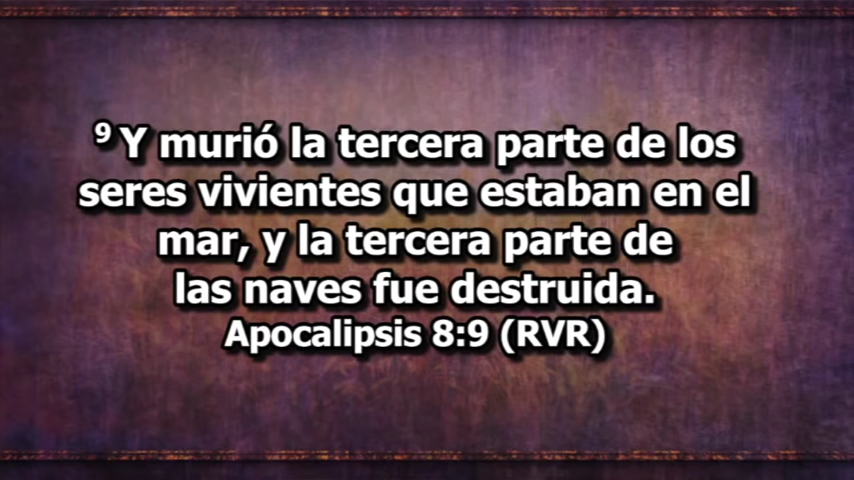 9 Y murió la tercera parte de los
seres vivientes que estaban en el
mar, y la tercera parte de
las naves fue destruida.
Apocalipsis 8:9 (RVR)